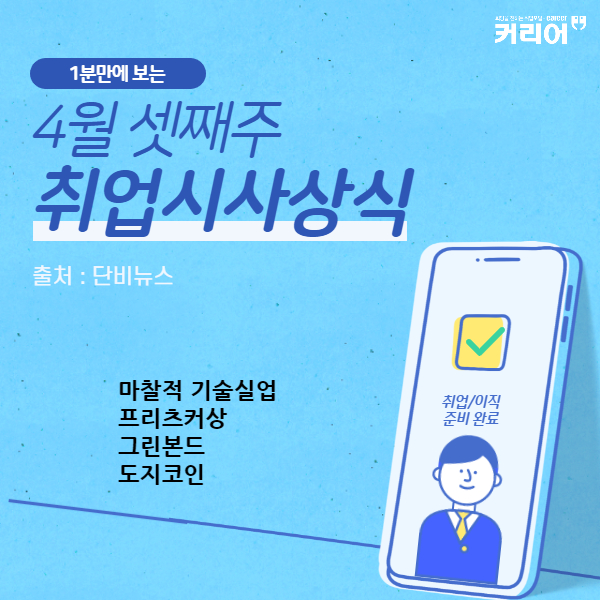 커리어
1분만에 보는
4월 셋째주
취업시사상식
출처 : 단비뉴스
마찰적 기술실업
프리츠커상
그린본드
도지코인
취업/이직
준비 완료